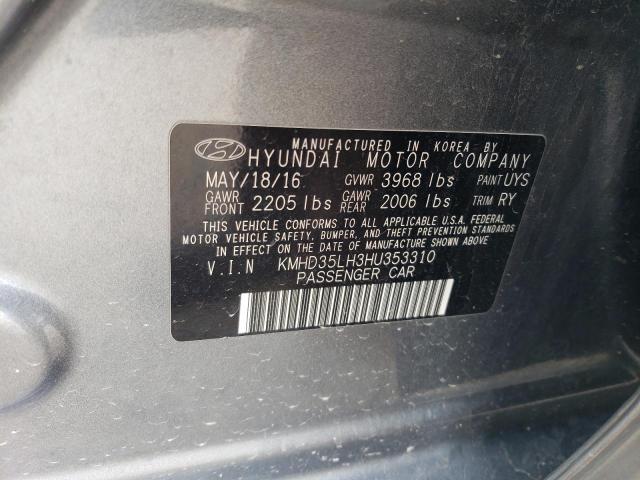 MANUFACTURED IN KOREA BY
HYUNDAI MOTOR COMPANY
MAY/18/16 GVWR 3968 lbs PAINT UYS
GAWR FRONT 2205 lbs GAWR REAR 2006 lbs TRIM RY
THIS VEHICLE CONFORMS TO ALL APPLICABLE U.S.A. FEDERAL
MOTOR VEHICLE SAFETY, BUMPER, AND THEFT PREVENTION STANDARDS
IN EFFECT ON THE DATE OF MANUFACTURE SHOWN ABOVE
V.I.N KMHD35LH3HU353310
PASSENGER CAR